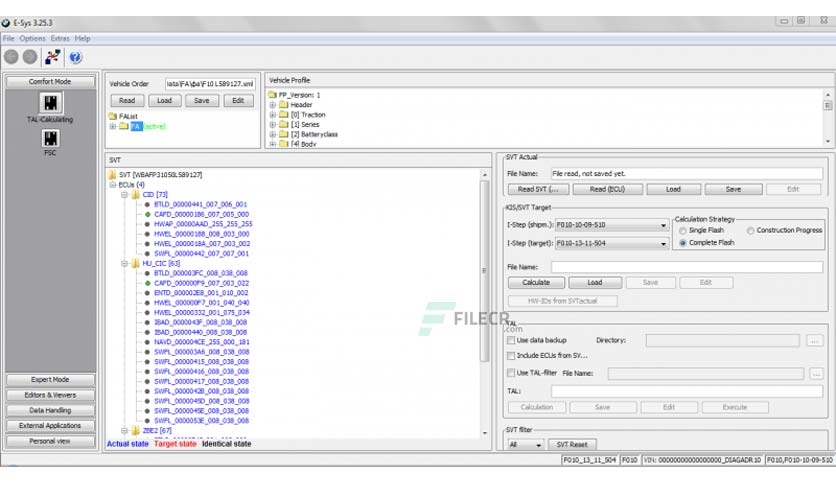 E-Sys 3.25.3
File Options Extras Help
Comfort Mode
TAL-Calculating
FSC
Expert Mode
Editors & Viewers
Data Handling
External Applications
Personal view
Vehicle Order
Read Load Save Edit
FAList
FA (active)
Vehicle Profile
FP_Version: 1
Header
[0] Traction
[1] Series
[2] Batteryclass
[4] Body
SVT
SVT [WBAFP31050L589127]
ECUs (4)
CID [73]
BTLD_00000441_007_006_001
CAFD_00000186_007_005_000
HWAP_00000AAD_255_255_255
HWEL_00000188_008_003_000
HWEL_0000018A_007_003_002
SWFL_00000442_007_007_001
HU_CIC [63]
BTLD_000003FC_008_038_008
CAFD_000000F9_007_003_022
ENTD_000002E8_001_010_002
HWEL_000000F7_001_040_040
HWEL_00000332_001_075_034
IBAD_0000043F_008_038_008
IBAD_00000440_008_038_008
NAVD_000004CE_255_000_181
SWFL_000003A6_008_038_008
SWFL_00000415_008_038_008
SWFL_00000416_008_038_008
SWFL_00000417_008_038_008
SWFL_0000042B_008_038_008
SWFL_0000045D_008_038_008
SWFL_0000045E_008_038_008
SWFL_0000053E_008_038_008
ZBE2 [67]
Actual state Target state Identical state
SVT Actual
File Name: File read, not saved yet.
Read SVT (... Read (ECU) Load Save Edit
KIS/SVT Target
I-Step (shipm.): F010-10-09-510
I-Step (target): F010-13-11-504
Calculation Strategy
Single Flash Construction Progress
Complete Flash
File Name:
Calculate Load Save Edit
HW-IDs from SVTactual
FILECR
.com
TAL
Use data backup Directory: ...
Include ECUs from SV...
Use TAL-filter File Name: ...
TAL:
Calculation Save Edit Execute
SVT filter
All SVT Reset
F010_13_11_504 F010 VIN: 00000000000000000_DIAGADR10 F010,F010-10-09-510